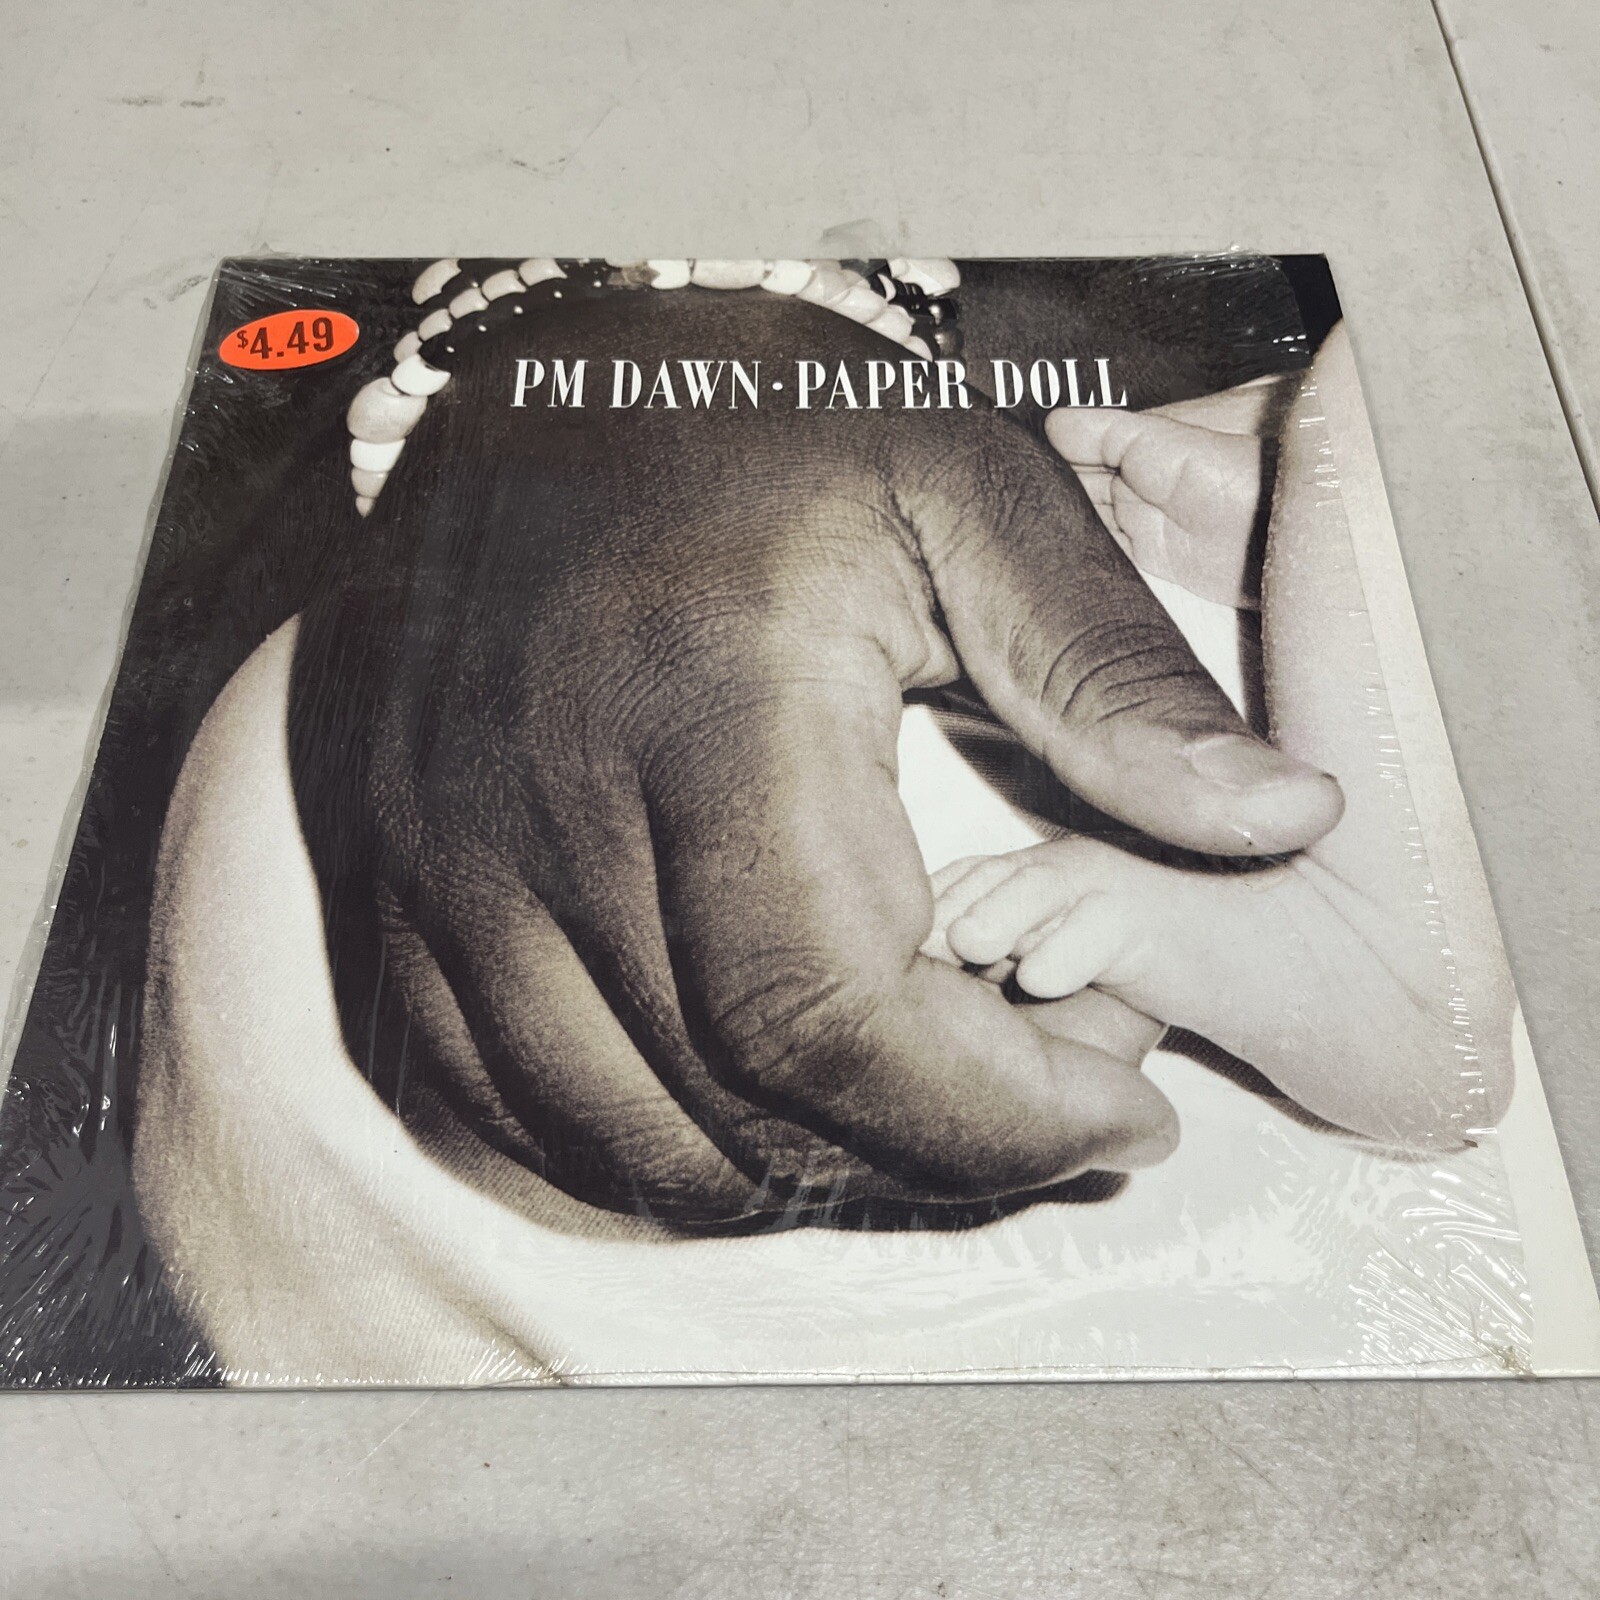 $4.49
PM DAWN · PAPER DOLL